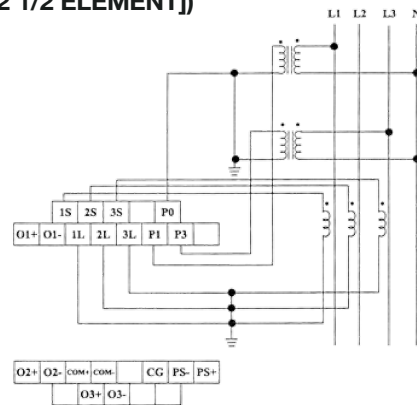 2 1/2 ELEMENT])
L1 L2 L3 N
1S 2S 3S P0
O1+ O1- 1L 2L 3L P1 P3
O2+ O2- COM+ COM- CG PS- PS+
O3+ O3-